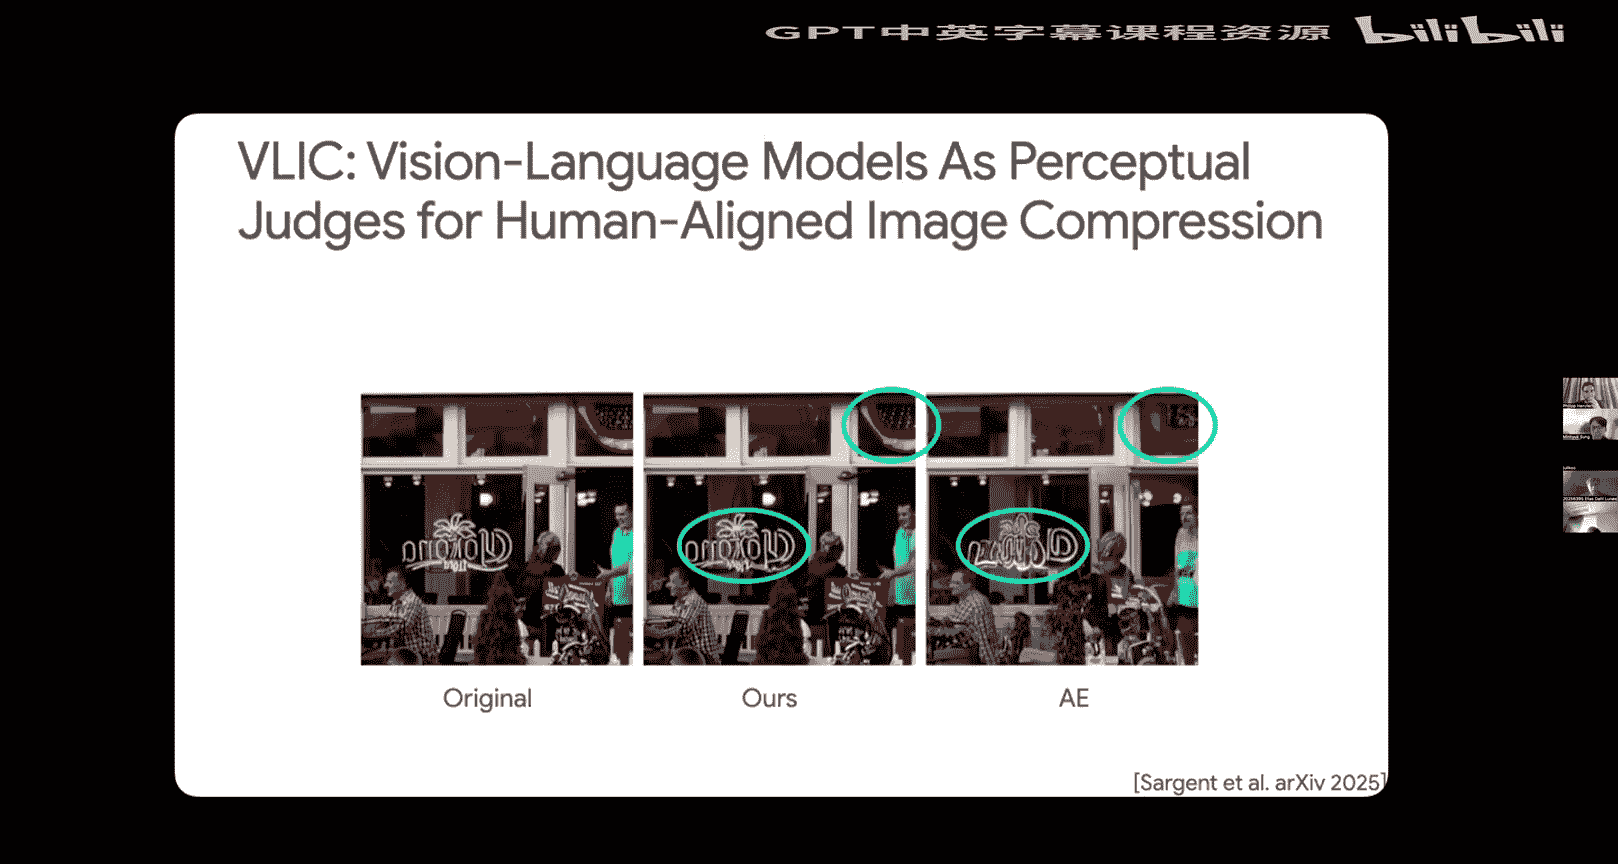 GPT中英字幕课程资源 bilibili
VLIC: Vision-Language Models As Perceptual
Judges for Human-Aligned Image Compression
Original
Ours
AE
[Sargent et al. arXiv 2025]